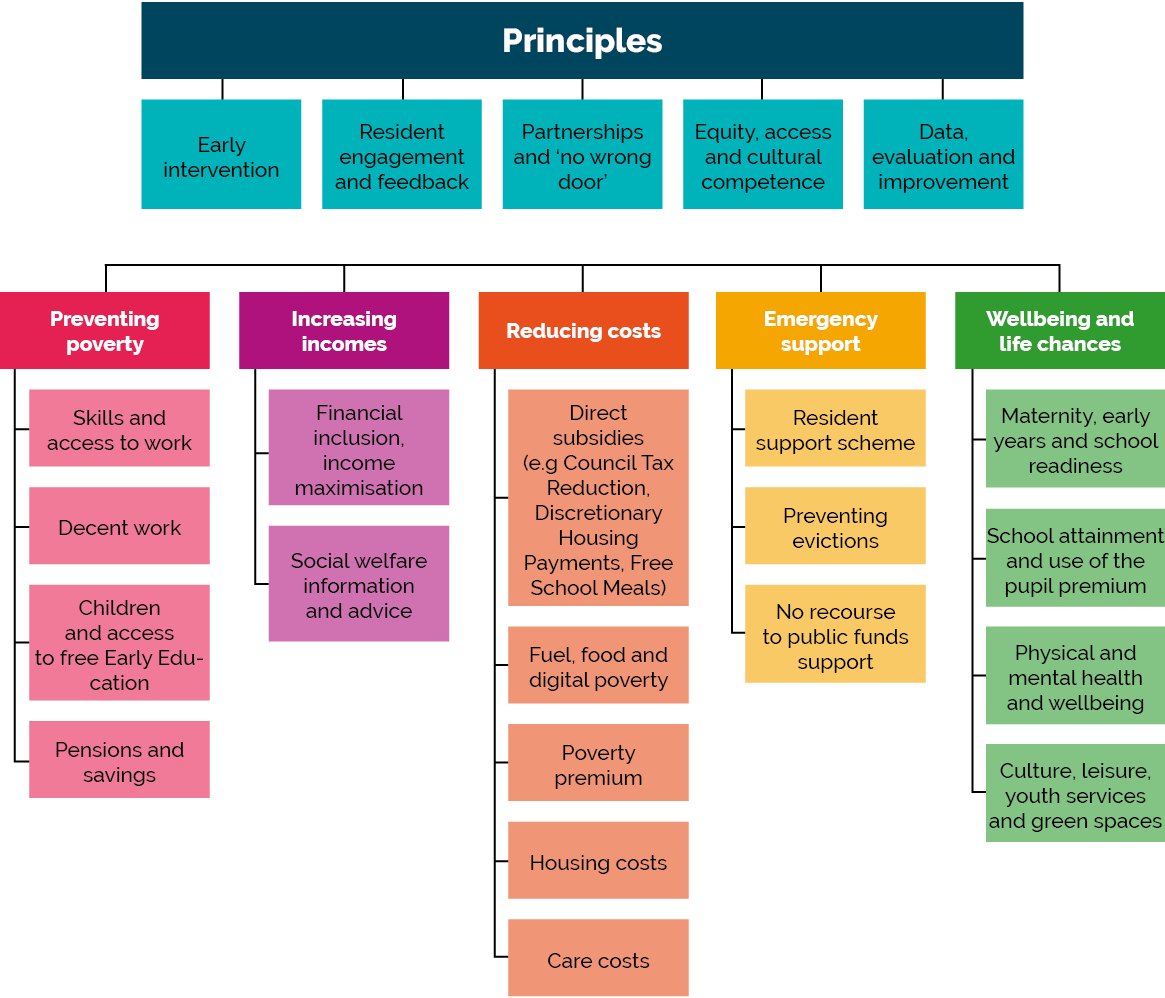 Principles
Early
intervention
Resident
engagement
and feedback
Partnerships
and ‘no wrong
door’
Equity, access
and cultural
competence
Data,
evaluation and
improvement
Preventing
poverty
Skills and
access to work
Decent work
Children
and access
to free Early Edu-
cation
Pensions and
savings
Increasing
incomes
Financial
inclusion,
income
maximisation
Social welfare
information
and advice
Reducing costs
Direct
subsidies
(e.g Council Tax
Reduction,
Discretionary
Housing
Payments, Free
School Meals)
Fuel, food and
digital poverty
Poverty
premium
Housing costs
Care costs
Emergency
support
Resident
support scheme
Preventing
evictions
No recourse
to public funds
support
Wellbeing and
life chances
Maternity, early
years and school
readiness
School attainment
and use of the
pupil premium
Physical and
mental health
and wellbeing
Culture, leisure,
youth services
and green spaces